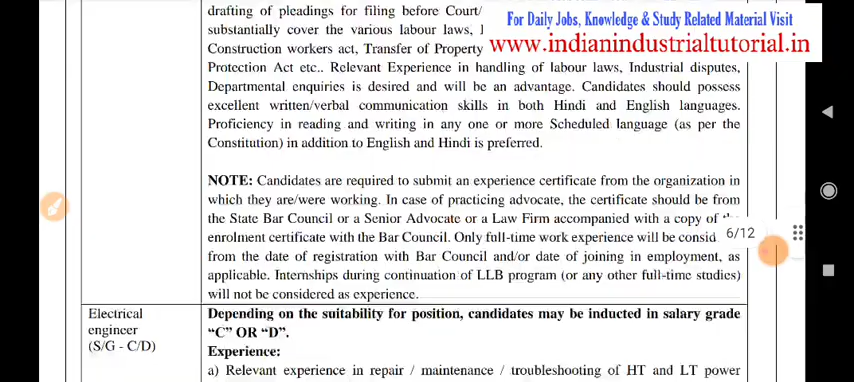 For Daily Jobs, Knowledge & Study Related Material Visit
www.indianindustrialtutorial.in
drafting of pleadings for filing before Court/
substantially cover the various labour laws,
Construction workers act, Transfer of Property
Protection Act etc.. Relevant Experience in handling of labour laws, Industrial disputes,
Departmental enquiries is desired and will be an advantage. Candidates should possess
excellent written/verbal communication skills in both Hindi and English languages.
Proficiency in reading and writing in any one or more Scheduled language (as per the
Constitution) in addition to English and Hindi is preferred.
NOTE: Candidates are required to submit an experience certificate from the organization in
which they are/were working. In case of practicing advocate, the certificate should be from
the State Bar Council or a Senior Advocate or a Law Firm accompanied with a copy of
enrolment certificate with the Bar Council. Only full-time work experience will be consid
6/12
from the date of registration with Bar Council and/or date of joining in employment, as
applicable. Internships during continuation of LLB program (or any other full-time studies)
will not be considered as experience.
Electrical
engineer
(S/G - C/D)
Depending on the suitability for position, candidates may be inducted in salary grade
“C” OR “D”.
Experience:
a) Relevant experience in repair / maintenance / troubleshooting of HT and LT power